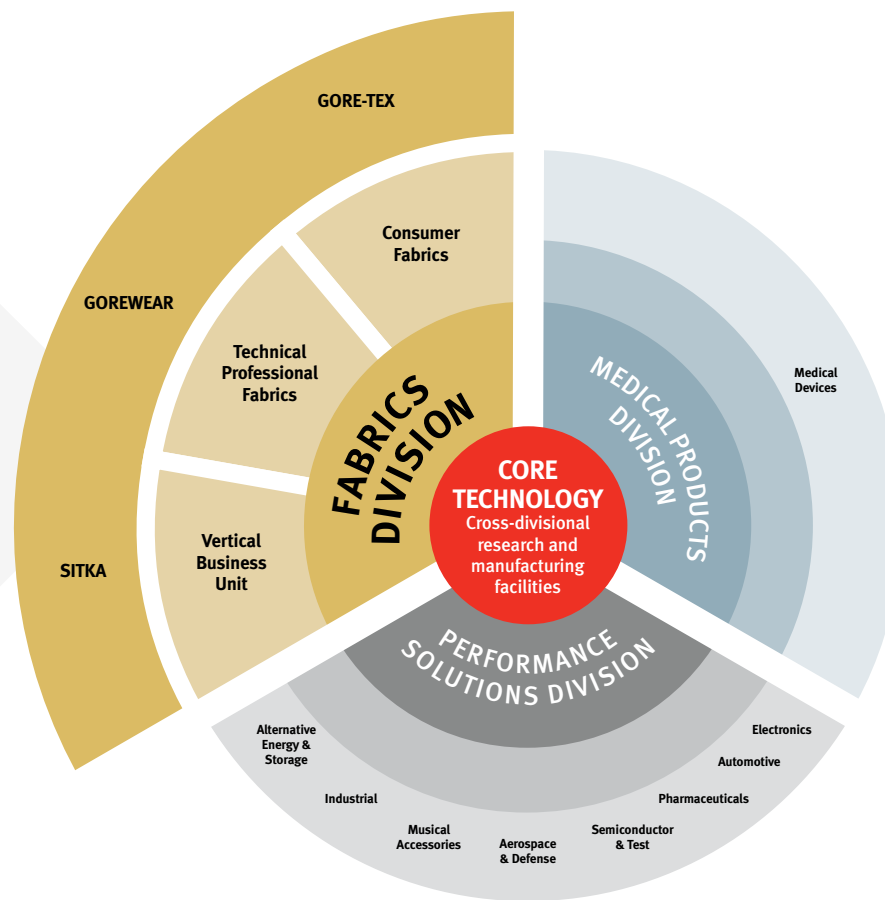 GORE-TEX
GOREWEAR
SITKA
Consumer
Fabrics
Technical
Professional
Fabrics
Vertical
Business
Unit
FABRICS
DIVISION
MEDICAL PRODUCTS
DIVISION
Medical
Devices
CORE
TECHNOLOGY
Cross-divisional
research and
manufacturing
facilities
PERFORMANCE
SOLUTIONS DIVISION
Alternative
Energy &
Storage
Industrial
Musical
Accessories
Aerospace
& Defense
Semiconductor
& Test
Pharmaceuticals
Automotive
Electronics